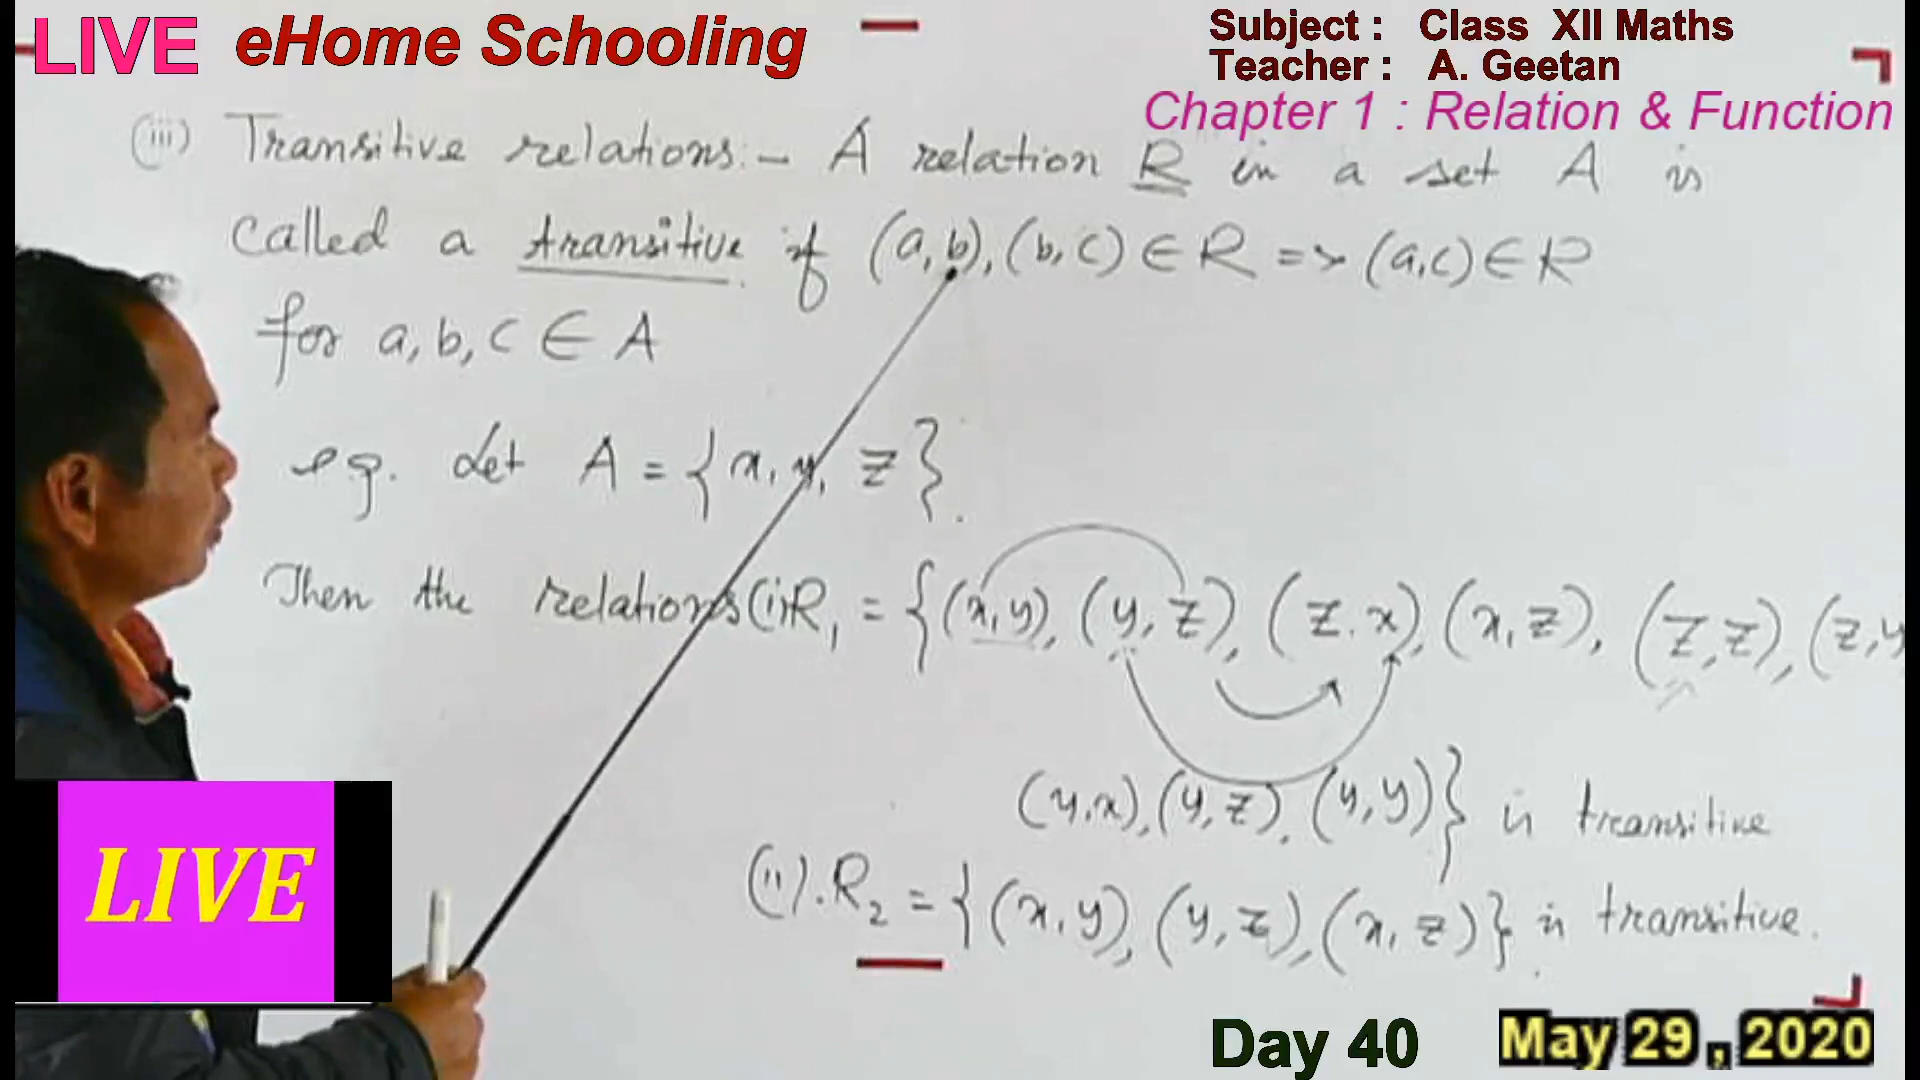 LIVE eHome Schooling
Subject : Class XII Maths
Teacher : A. Geetan
Chapter 1 : Relation & Function
(iii) Transitive relations:- A relation R in a set A is
called a transitive if (a,b), (b,c) ∈ R => (a,c) ∈ R
for a, b, c ∈ A
e.g. Let A = {x, y, z}.
Then the relations (i) R₁ = {(x,y), (y,z), (z,x), (x,z), (z,z), (z,y
(y,x), (y,z), (y,y)} is transitive
(ii). R₂ = {(x,y), (y,z), (x,z)} is transitive.
LIVE
Day 40
May 29 , 2020